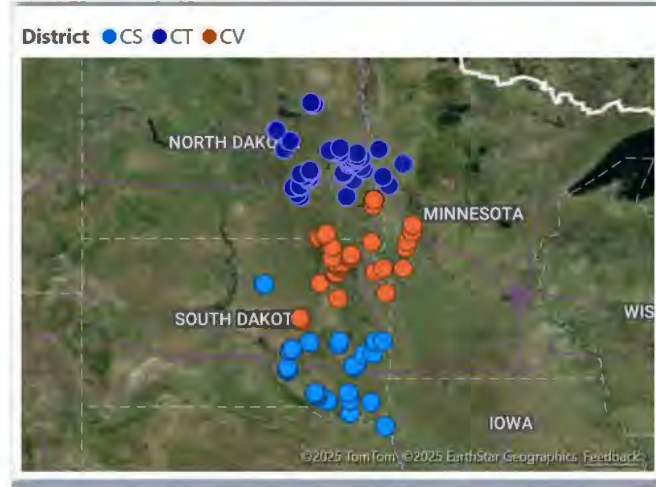 District CS CT CV
NORTH DAKO
MINNESOTA
SOUTH DAKOT
WIS
IOWA
©2025 TomTom, ©2025 EarthStar Geographics Feedback